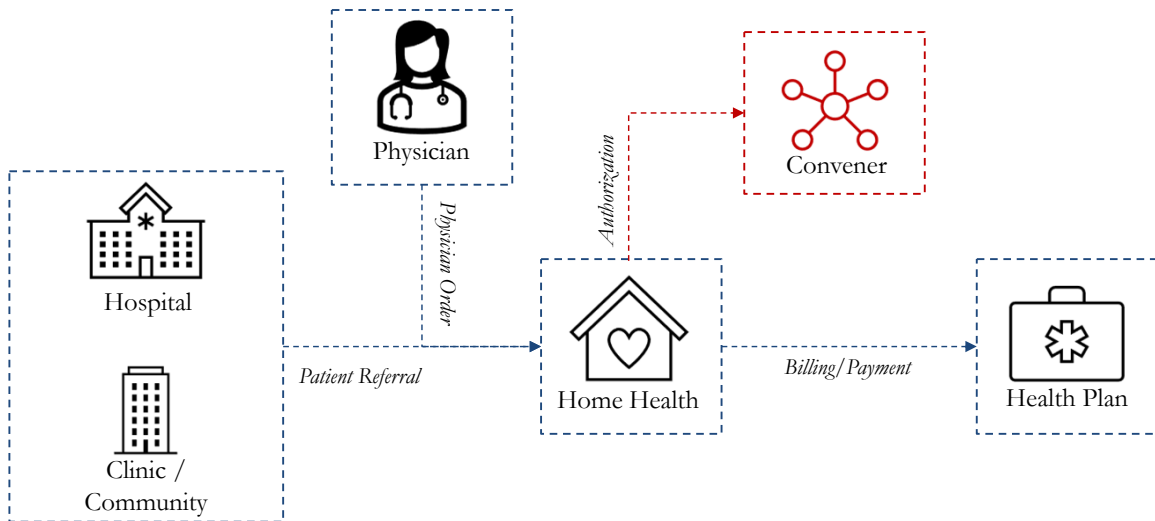 Physician
Convener
Authorization
Physician Order
Hospital
Patient Referral
Billing/Payment
Home Health
Health Plan
Clinic /
Community